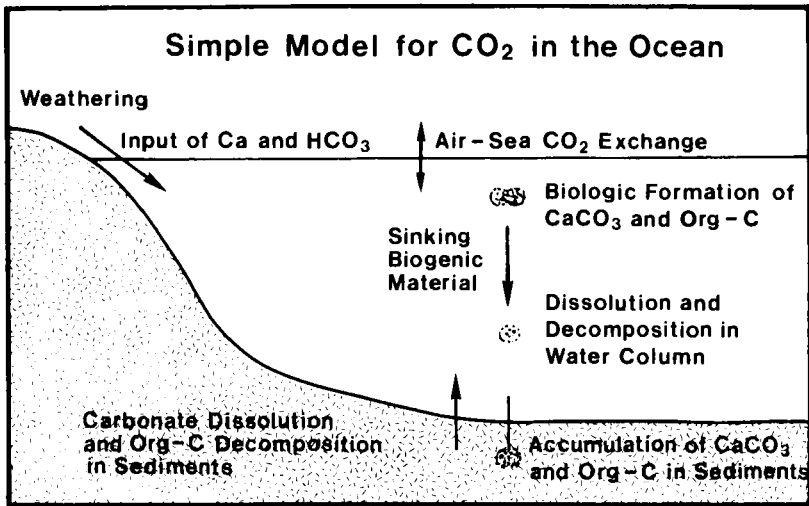 Simple Model for CO₂ in the Ocean
Weathering
Input of Ca and HCO₃
Air-Sea CO₂ Exchange
Biologic Formation of
CaCO₃ and Org-C
Sinking
Biogenic
Material
Dissolution and
Decomposition in
Water Column
Carbonate Dissolution
and Org-C Decomposition
in Sediments
Accumulation of CaCO₃
and Org-C in Sediments